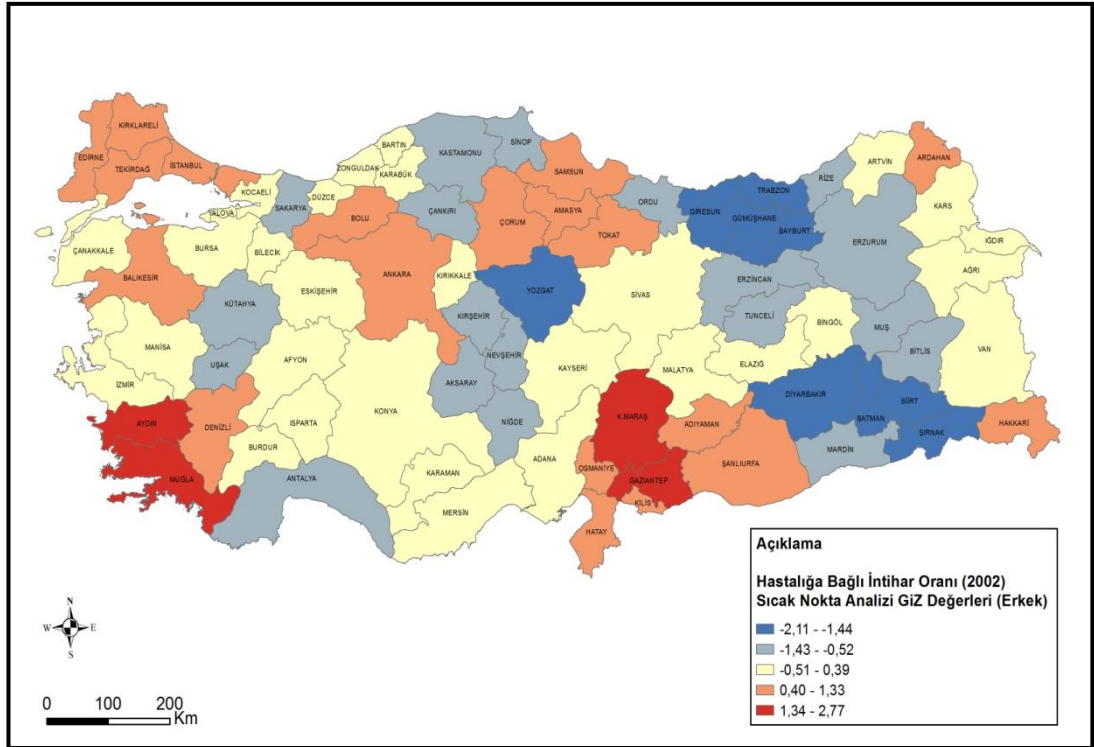 KIRKLARELİ
EDİRNE
TEKİRDAĞ
İSTANBUL
KOCAELİ
YALOVA
SAKARYA
DÜZCE
ZONGULDAK
BARTIN
KARABÜK
KASTAMONU
SİNOP
SAMSUN
ÇANKIRI
BOLU
ÇORUM
AMASYA
TOKAT
ORDU
GİRESUN
TRABZON
GÜMÜŞHANE
BAYBURT
RİZE
ARTVİN
ARDAHAN
KARS
IĞDIR
ERZURUM
AĞRI
ÇANAKKALE
BALIKESİR
BURSA
BİLECİK
ESKİŞEHİR
ANKARA
KIRIKKALE
YOZGAT
SİVAS
ERZİNCAN
TUNCELİ
BİNGÖL
MUŞ
BİTLİS
VAN
KÜTAHYA
MANİSA
UŞAK
AFYON
KIRŞEHİR
NEVŞEHİR
AKSARAY
KAYSERİ
MALATYA
ELAZIĞ
DİYARBAKIR
BATMAN
SİİRT
ŞIRNAK
HAKKARİ
MARDİN
İZMİR
AYDIN
DENİZLİ
MUĞLA
BURDUR
ISPARTA
ANTALYA
KONYA
KARAMAN
MERSİN
NİĞDE
ADANA
K.MARAŞ
ADIYAMAN
OSMANİYE
GAZİANTEP
KİLİS
ŞANLIURFA
HATAY
N
W E
S
0 100 200
Km
Açıklama
Hastalığa Bağlı İntihar Oranı (2002)
Sıcak Nokta Analizi GiZ Değerleri (Erkek)
-2,11 - -1,44
-1,43 - -0,52
-0,51 - 0,39
0,40 - 1,33
1,34 - 2,77